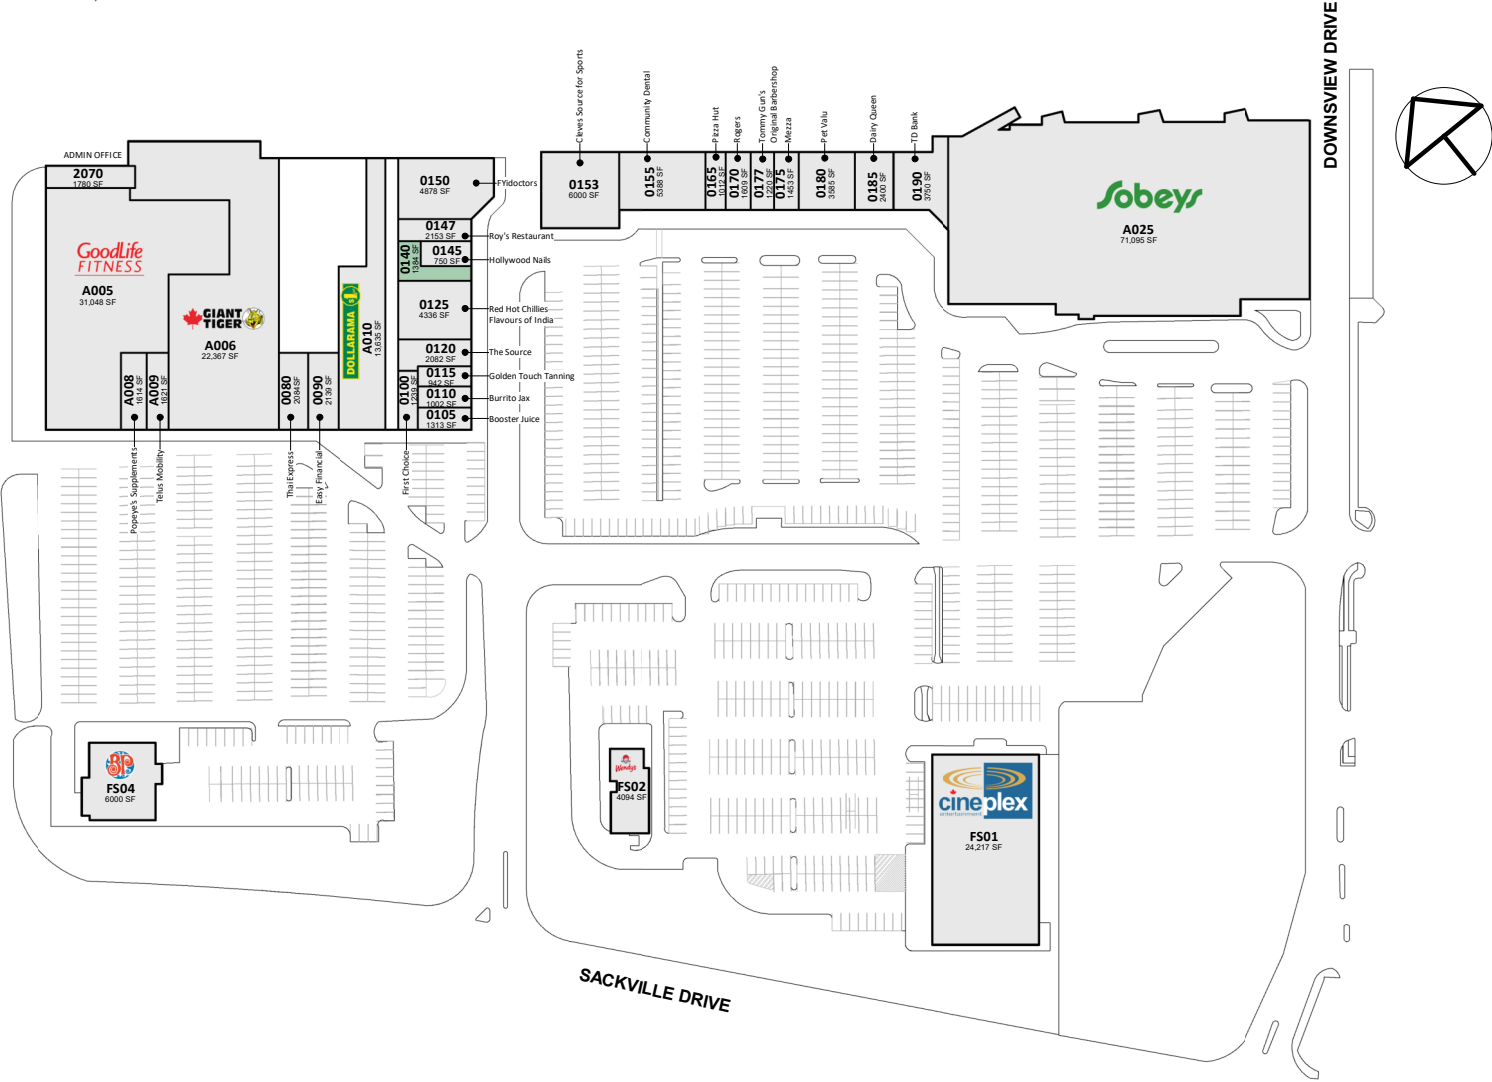 DOWNSVIEW DRIVE
Cleves Source for Sports
Community Dental
Pizza Hut
Rogers
Tommy Gun's
Original Barbershop
Mezza
Pet Valu
Dairy Queen
TD Bank
ADMIN OFFICE
2070
1780 SF
GoodLife
FITNESS
A005
31,048 SF
GIANT
TIGER
A006
22,367 SF
A008
1614 SF
A009
1621 SF
0080
2084SF
0090
2139 SF
DOLLARAMA
A010
13,635 SF
0150
4878 SF
FYidoctors
0147
2153 SF
Roy's Restaurant
0140
1384 SF
0145
750 SF
Hollywood Nails
0125
4336 SF
Red Hot Chillies
Flavours of India
0120
2082 SF
The Source
0100
1239 SF
0115
942 SF
Golden Touch Tanning
0110
1002 SF
Burrito Jax
0105
1313 SF
Booster Juice
0153
6000 SF
0155
5388 SF
0165
1012 SF
0170
1609 SF
0177
1220 SF
0175
1453 SF
0180
3585 SF
0185
2400 SF
0190
3750 SF
Sobeys
A025
71,095 SF
Popeye's Supplements
Telus Mobility
Thai Express
Easy Financial
First Choice
BP
FS04
6000 SF
Wendy's
FS02
4094 SF
cineplex
entertainment
FS01
24,217 SF
SACKVILLE DRIVE